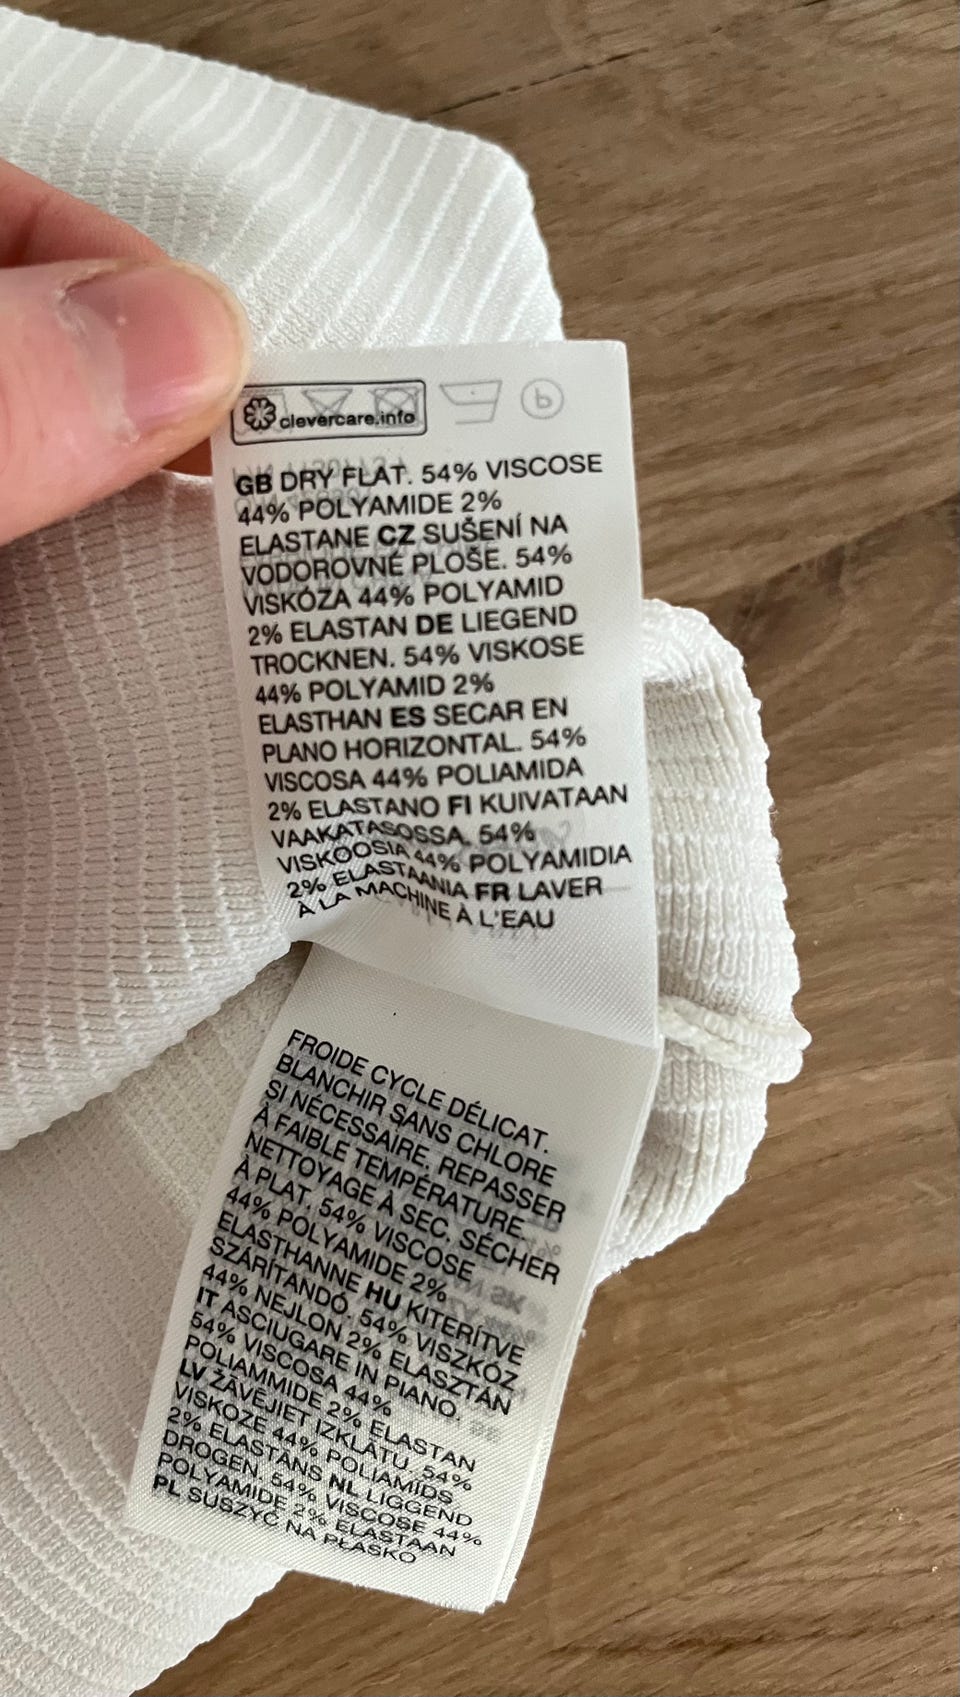 clevercare.info
GB DRY FLAT. 54% VISCOSE
44% POLYAMIDE 2%
ELASTANE CZ SUŠENÍ NA
VODOROVNÉ PLOŠE. 54%
VISKÓZA 44% POLYAMID
2% ELASTAN DE LIEGEND
TROCKNEN. 54% VISKOSE
44% POLYAMID 2%
ELASTHAN ES SECAR EN
PLANO HORIZONTAL. 54%
VISCOSA 44% POLIAMIDA
2% ELASTANO FI KUIVATAAN
VAAKATASOSSA. 54%
VISKOOSIA 44% POLYAMIDIA
2% ELASTAANIA FR LAVER
À LA MACHINE À L'EAU
FROIDE CYCLE DÉLICAT.
BLANCHIR SANS CHLORE
SI NÉCESSAIRE. REPASSER
À FAIBLE TEMPÉRATURE.
NETTOYAGE À SEC. SÉCHER
À PLAT. 54% VISCOSE
44% POLYAMIDE 2%
ELASTHANNE HU KITERÍTVE
SZÁRÍTANDÓ. 54% VISZKÓZ
44% NEJLON 2% ELASZTÁN
IT ASCIUGARE IN PIANO.
54% VISCOSA 44%
POLIAMMIDE 2% ELASTAN
LV ŽĀVĒJIET IZKLĀTU. 54%
VISKOZE 44% POLIAMĪDS
2% ELASTĀNS NL LIGGEND
DROGEN. 54% VISCOSE 44%
POLYAMIDE 2% ELASTAAN
PL SUSZYĆ NA PŁASKO